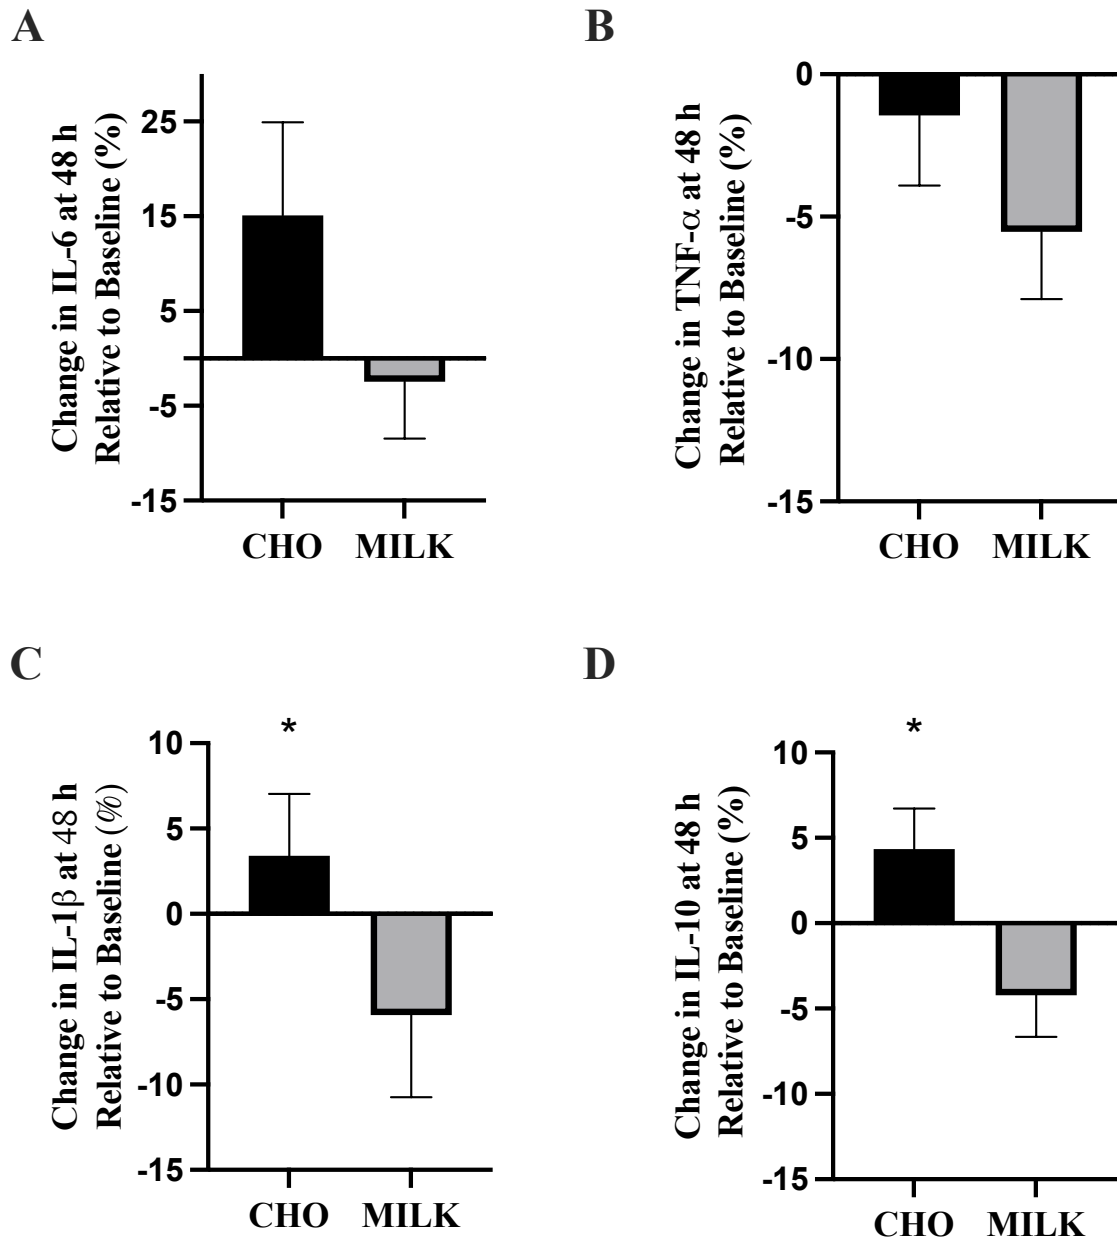 A
Change in IL-6 at 48 h
Relative to Baseline (%)
25
15
5
-5
-15
CHO MILK
B
Change in TNF-α at 48 h
Relative to Baseline (%)
0
-5
-10
-15
CHO MILK
C
Change in IL-1β at 48 h
Relative to Baseline (%)
*
10
5
0
-5
-10
-15
CHO MILK
D
Change in IL-10 at 48 h
Relative to Baseline (%)
*
10
5
0
-5
-10
-15
CHO MILK